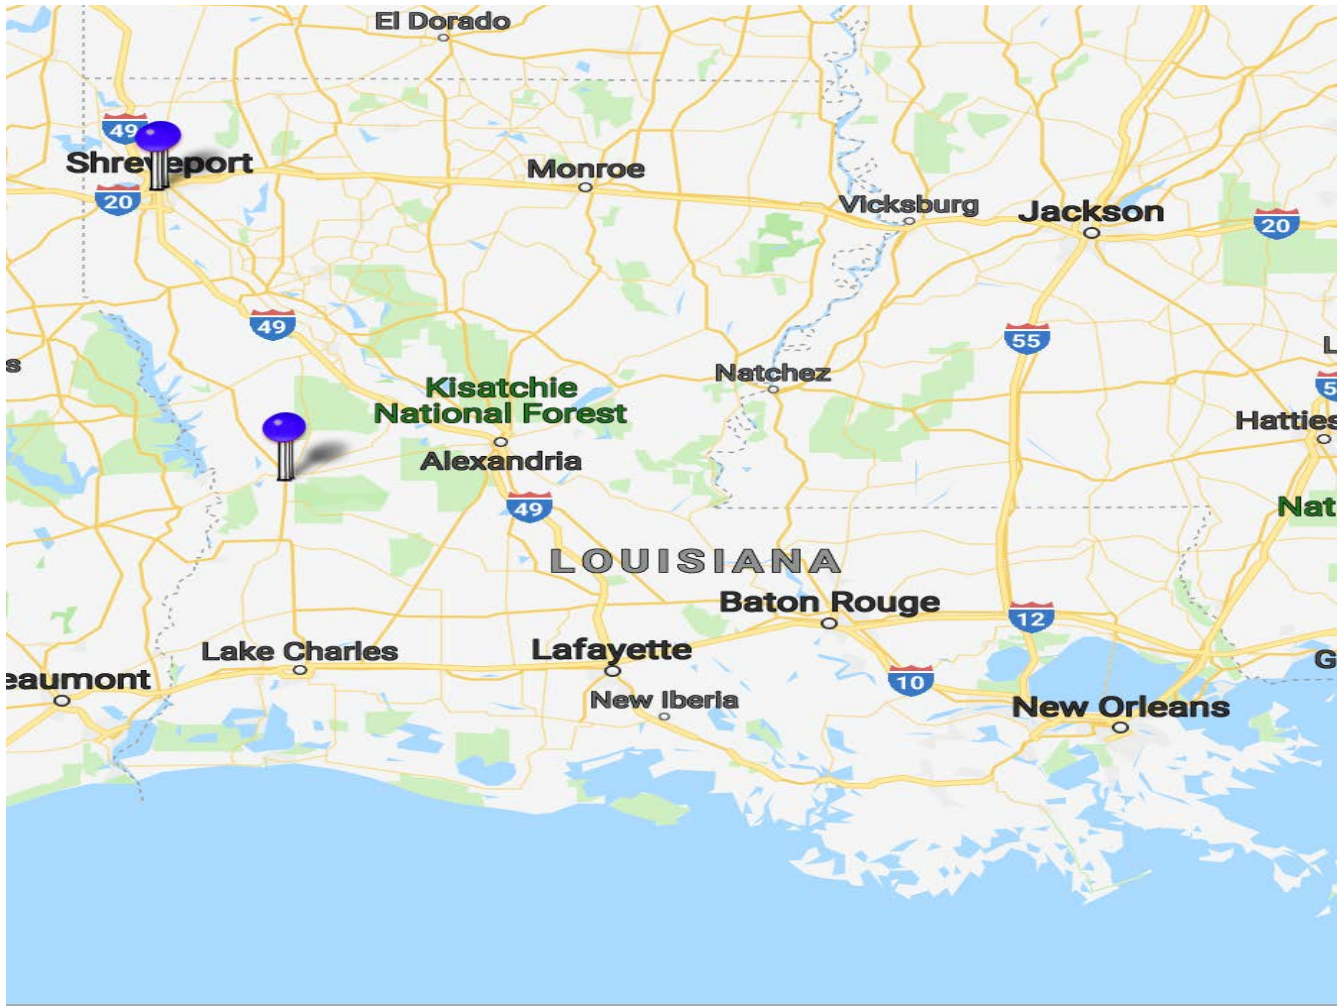 El Dorado
49
Shreveport
20
Monroe
Vicksburg
Jackson
20
49
55
s
Natchez
L
5
Kisatchie
National Forest
Hatties
Alexandria
49
Nat
LOUISIANA
Baton Rouge
12
Lake Charles
Lafayette
G
eaumont
10
New Iberia
New Orleans